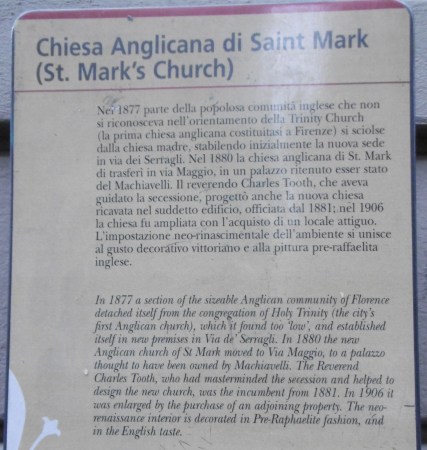 Chiesa Anglicana di Saint Mark
(St. Mark's Church)
Nel 1877 parte della popolosa comunità inglese che non
si riconosceva nell'orientamento della Trinity Church
(la prima chiesa anglicana costituitasi a Firenze) si sciolse
dalla chiesa madre, stabilendo inizialmente la nuova sede
in via dei Serragli. Nel 1880 la chiesa anglicana di St. Mark
di trasferì in via Maggio, in un palazzo ritenuto esser stato
del Machiavelli. Il reverendo Charles Tooth, che aveva
guidato la secessione, progettò anche la nuova chiesa
ricavata nel suddetto edificio, officiata dal 1881; nel 1906
la chiesa fu ampliata con l'acquisto di un locale attiguo.
L'impostazione neo-rinascimentale dell'ambiente si unisce
al gusto decorativo vittoriano e alla pittura pre-raffaelita
inglese.
In 1877 a section of the sizeable Anglican community of Florence
detached itself from the congregation of Holy Trinity (the city's
first Anglican church), which it found too 'low', and established
itself in new premises in Via de' Serragli. In 1880 the new
Anglican church of St Mark moved to Via Maggio, to a palazzo
thought to have been owned by Machiavelli. The Reverend
Charles Tooth, who had masterminded the secession and helped to
design the new church, was the incumbent from 1881. In 1906 it
was enlarged by the purchase of an adjoining property. The neo-
renaissance interior is decorated in Pre-Raphaelite fashion, and
in the English taste.